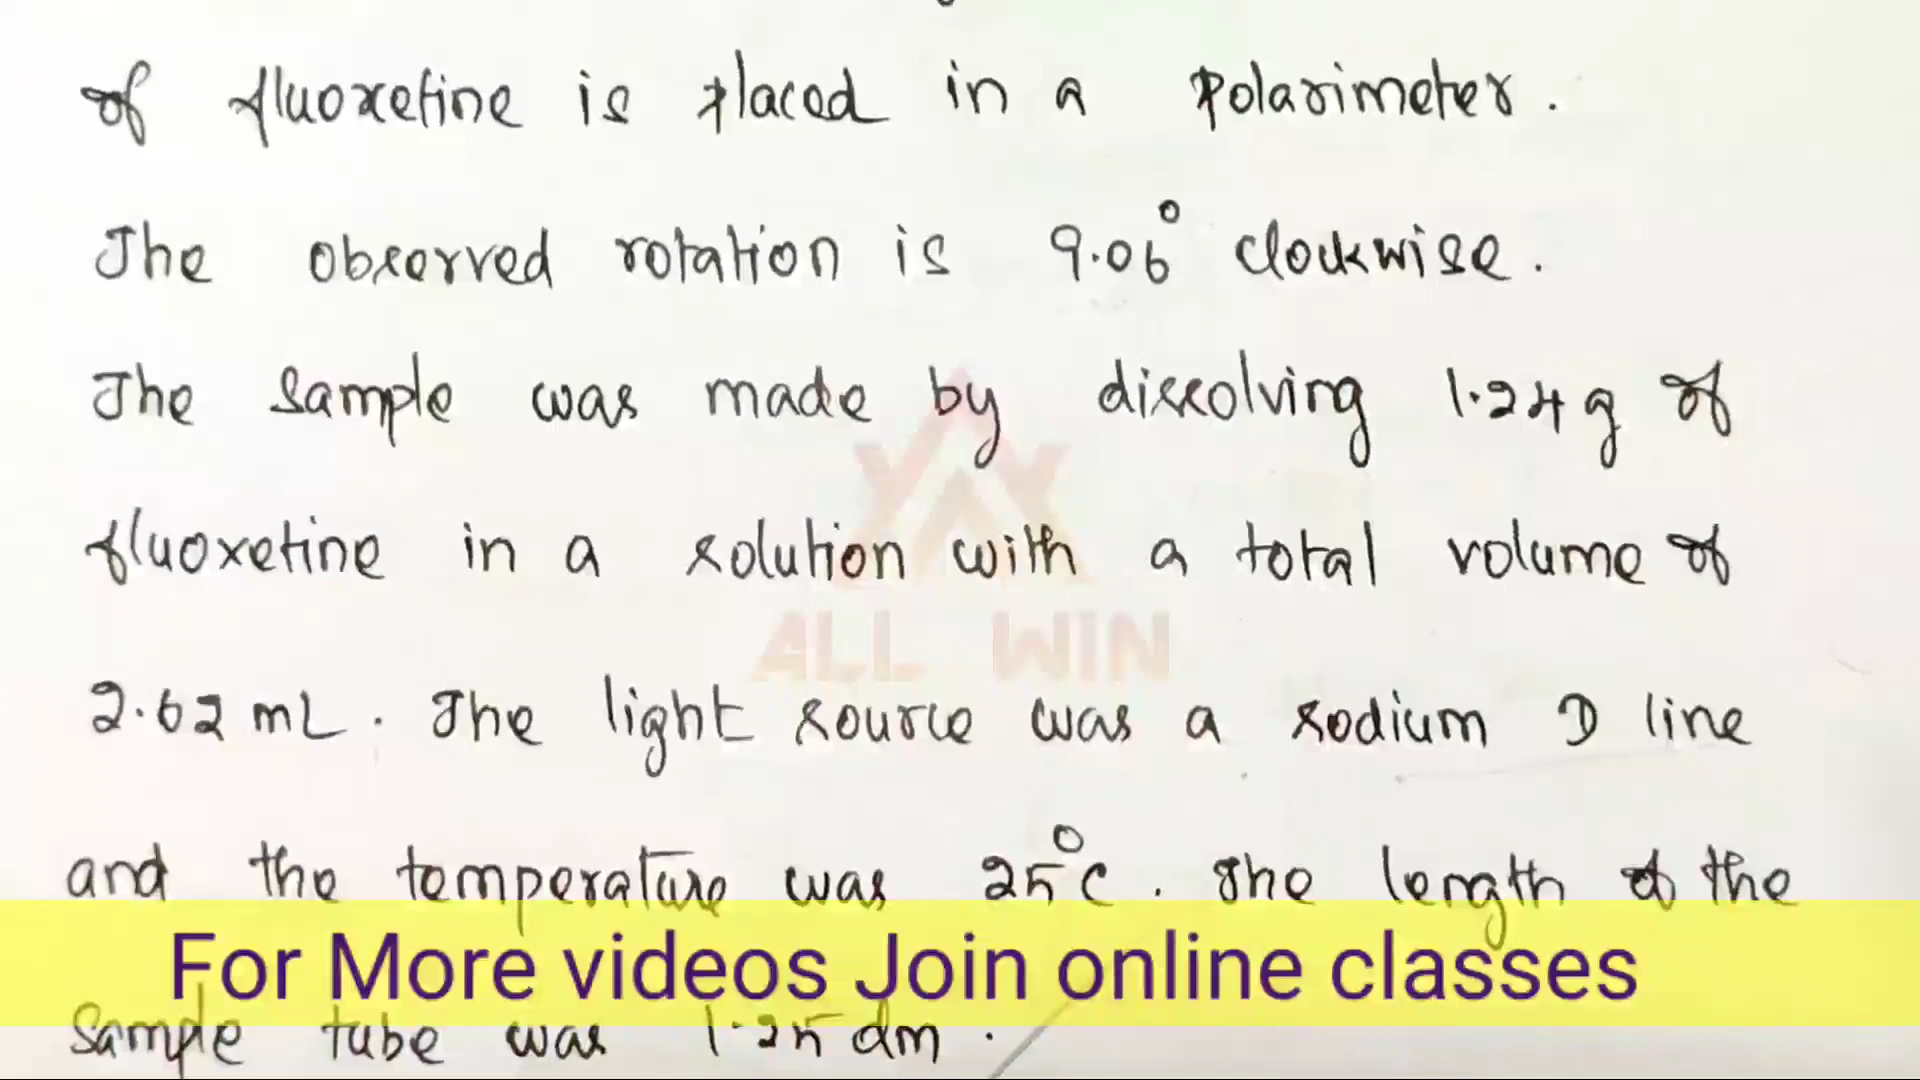 of fluoxetine is placed in a polarimeter.
The observed rotation is 9.06° clockwise.
The sample was made by dissolving 1.24 g of
fluoxetine in a solution with a total volume of
ALL WIN
2.62 mL. The light source was a sodium D line
and the temperature was 25°C. The length of the
For More videos Join online classes
sample tube was 1.25 dm.